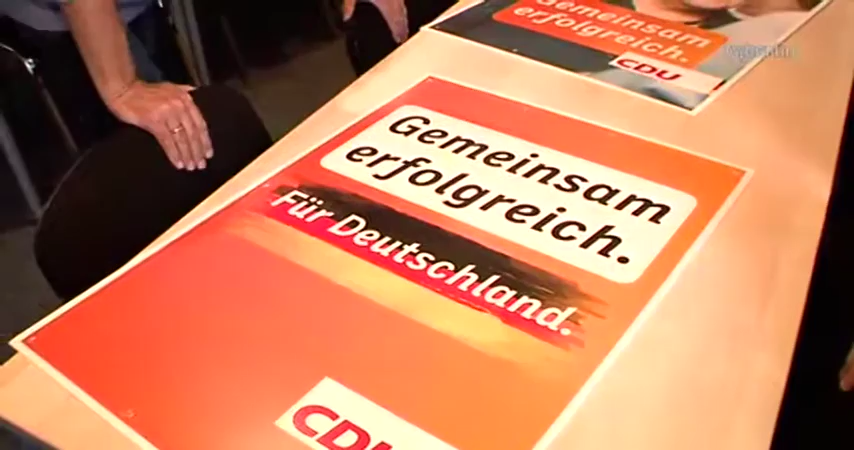 Gemeinsam
erfolgreich.
CDU
Gemeinsam
erfolgreich.
Für Deutschland.
CDU